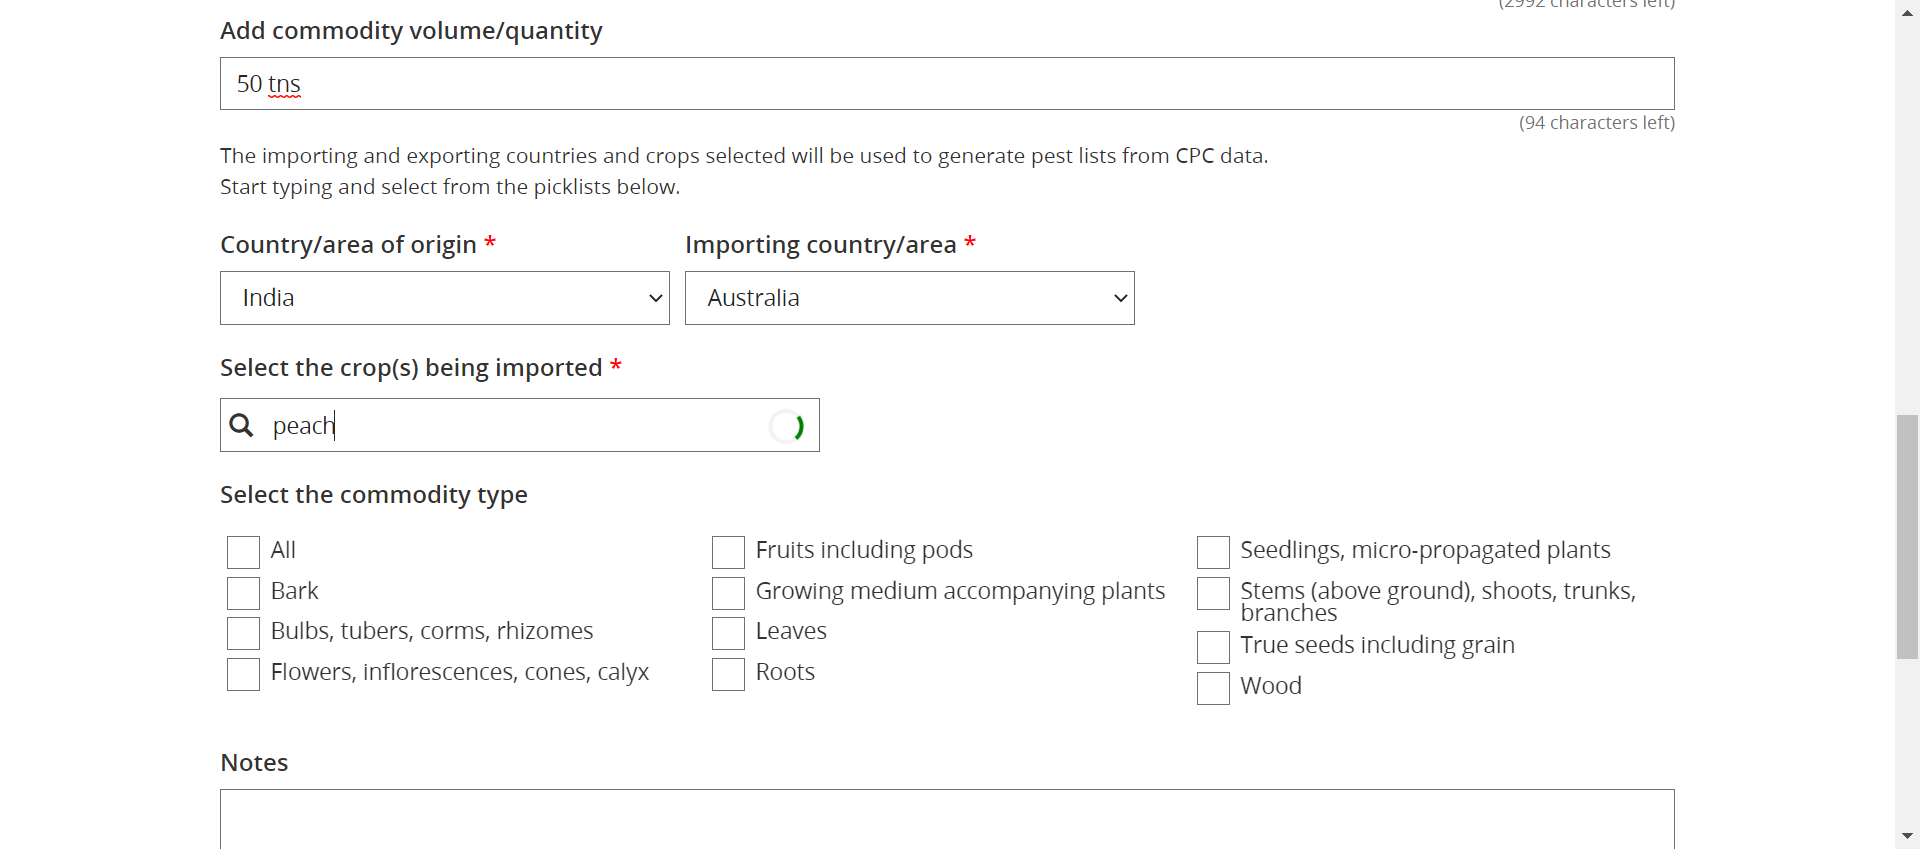 (2992 characters left)
Add commodity volume/quantity
50 tns
(94 characters left)
The importing and exporting countries and crops selected will be used to generate pest lists from CPC data.
Start typing and select from the picklists below.
Country/area of origin *
Importing country/area *
India
Australia
Select the crop(s) being imported *
peach
Select the commodity type
All
Bark
Bulbs, tubers, corms, rhizomes
Flowers, inflorescences, cones, calyx
Fruits including pods
Growing medium accompanying plants
Leaves
Roots
Seedlings, micro-propagated plants
Stems (above ground), shoots, trunks,
branches
True seeds including grain
Wood
Notes